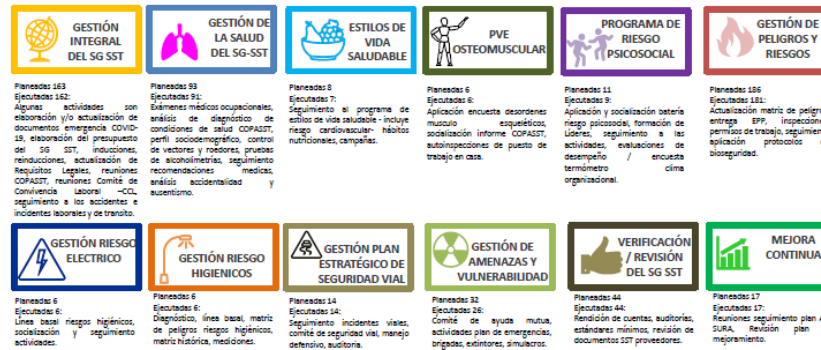 GESTIÓN
INTEGRAL
DEL SG SST
Planeadas 163
Ejecutadas 162:
Algunas actividades son
elaboración y/o actualización de
documentos emergencia COVID-
19, elaboración del presupuesto
del SG SST, inducciones,
reinducciones, actualización de
Requisitos Legales, reuniones
COPASST, reuniones Comité de
Convivencia Laboral –CCL,
seguimiento a los accidentes e
incidentes laborales y de transito.
GESTIÓN DE
LA SALUD
DEL SG-SST
Planeadas 93
Ejecutadas 91:
Exámenes médicos ocupacionales,
análisis de diagnóstico de
condiciones de salud COPASST,
perfil sociodemográfico, control
de vectores y roedores, pruebas
de alcoholimetrías, seguimiento
recomendaciones medicas,
análisis accidentalidad y
ausentismo.
ESTILOS DE
VIDA
SALUDABLE
Planeadas 8
Ejecutadas 7:
Seguimiento al programa de
estilos de vida saludable - incluye
riesgo cardiovascular- hábitos
nutricionales, campañas.
PVE
OSTEOMUSCULAR
Planeadas 6
Ejecutadas 6:
Aplicación encuesta desordenes
musculo esqueléticos,
socialización informe COPASST,
autoinspecciones de puesto de
trabajo en casa.
PROGRAMA DE
RIESGO
PSICOSOCIAL
Planeadas 11
Ejecutadas 9:
Aplicación y socialización batería
riesgo psicosocial, formación de
Líderes, seguimiento a las
actividades, evaluaciones de
desempeño / encuesta
termómetro clima
organizacional.
GESTIÓN DE
PELIGROS Y
RIESGOS
Planeadas 186
Ejecutadas 181:
Actualización matriz de peligro
entrega EPP, inspeccion
permisos de trabajo, seguimien
aplicación protocolos
bioseguridad.
GESTIÓN RIESGO
ELECTRICO
Planeadas 6
Ejecutadas 6:
Línea basal riesgos higiénicos,
socialización y seguimiento
actividades.
GESTIÓN RIESGO
HIGIENICOS
Planeadas 6
Ejecutadas 6:
Diagnóstico, línea basal, matriz
de peligros riesgos higiénicos,
matriz histórica, mediciones.
GESTIÓN PLAN
ESTRATÉGICO DE
SEGURIDAD VIAL
Planeadas 14
Ejecutadas 14:
Seguimiento incidentes viales,
comité de seguridad vial, manejo
defensivo, auditoria.
GESTIÓN DE
AMENAZAS Y
VULNERABILIDAD
Planeadas 32
Ejecutadas 26:
Comité de ayuda mutua,
actividades plan de emergencias,
brigadas, extintores, simulacros.
VERIFICACIÓN
/ REVISIÓN
DEL SG SST
Planeadas 44
Ejecutadas 44:
Rendición de cuentas, auditorías,
estándares mínimos, revisión de
documentos SST proveedores.
MEJORA
CONTINUA
Planeadas 17
Ejecutadas 17:
Reuniones seguimiento plan A
SURA, Revisión plan
mejoramiento.